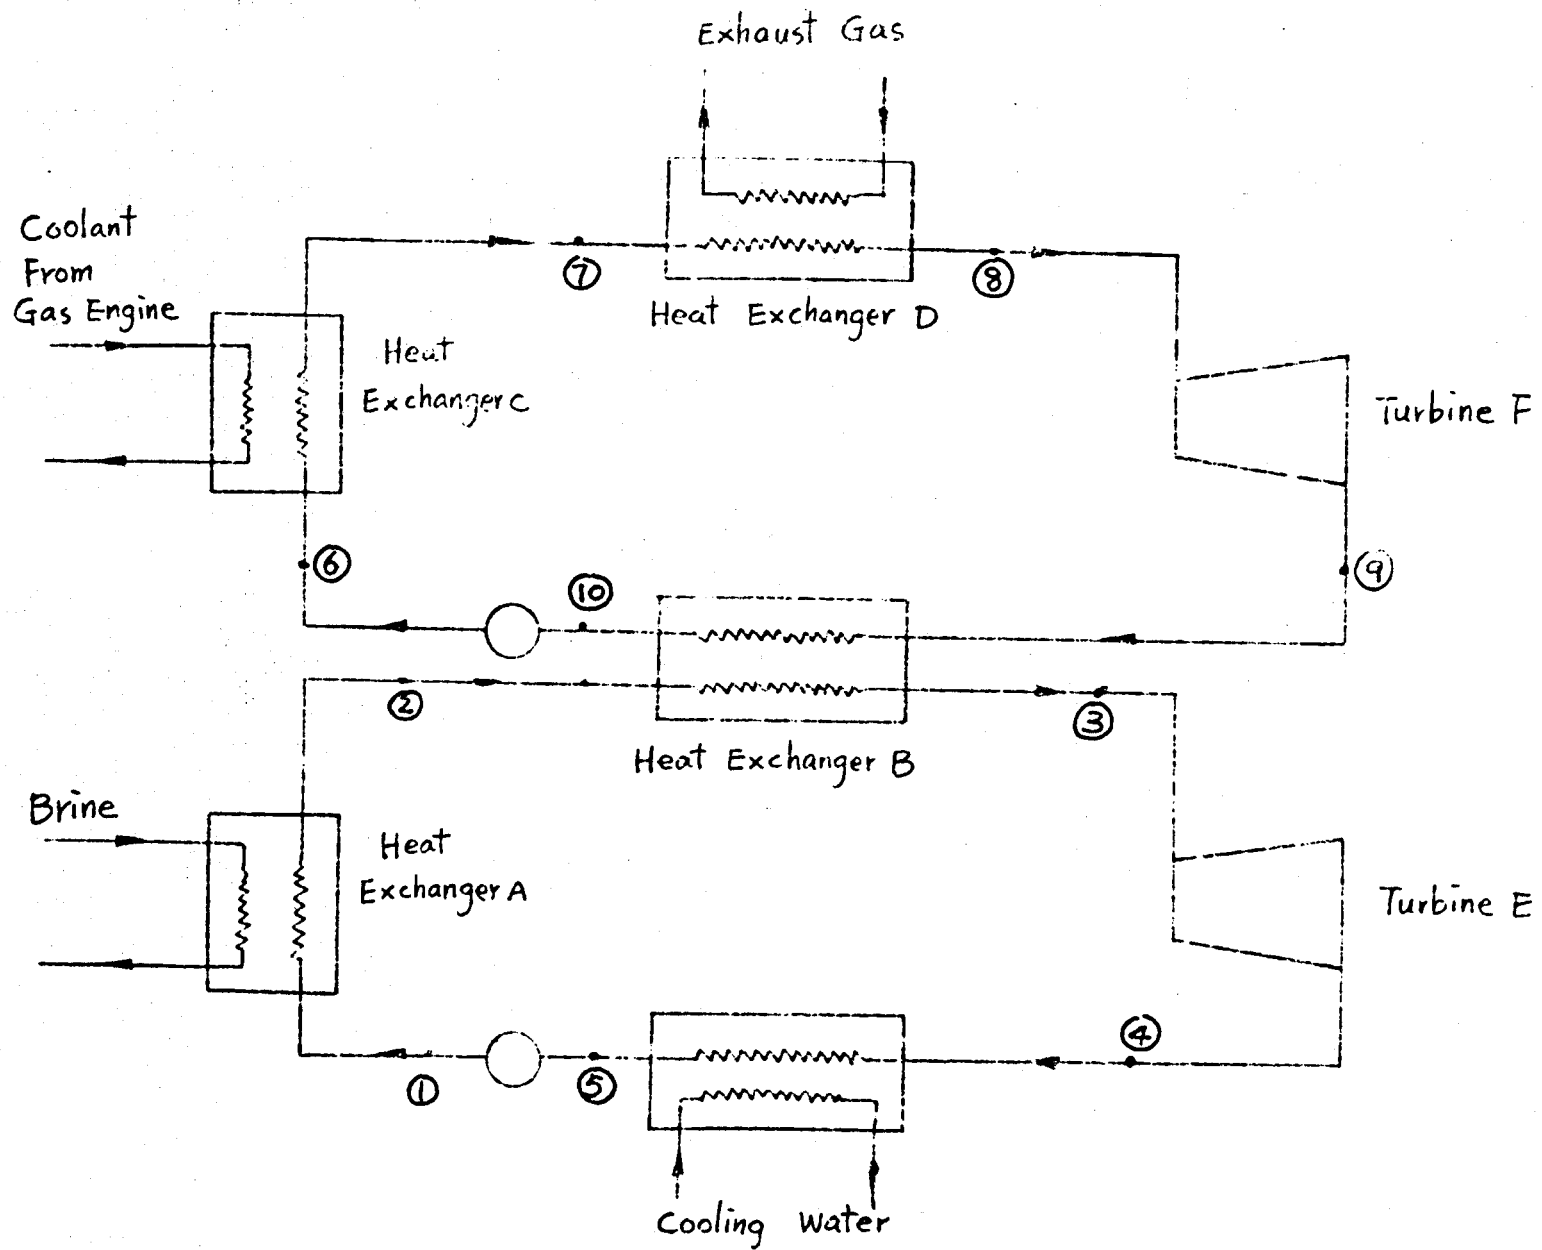 Exhaust Gas
Coolant
From
Gas Engine
⑦
⑧
Heat Exchanger D
Heat
Exchanger C
Turbine F
⑥
⑩
⑨
②
③
Heat Exchanger B
Brine
Heat
Exchanger A
Turbine E
④
①
⑤
Cooling Water